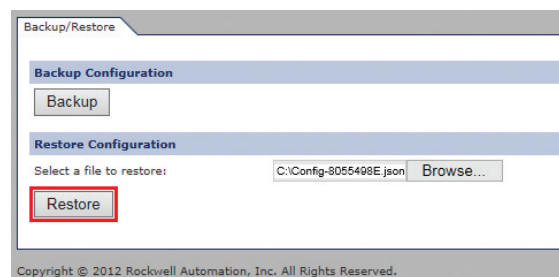 Backup/Restore
Backup Configuration
Backup
Restore Configuration
Select a file to restore: C:\Config-8055498E.json Browse...
Restore
Copyright © 2012 Rockwell Automation, Inc. All Rights Reserved.